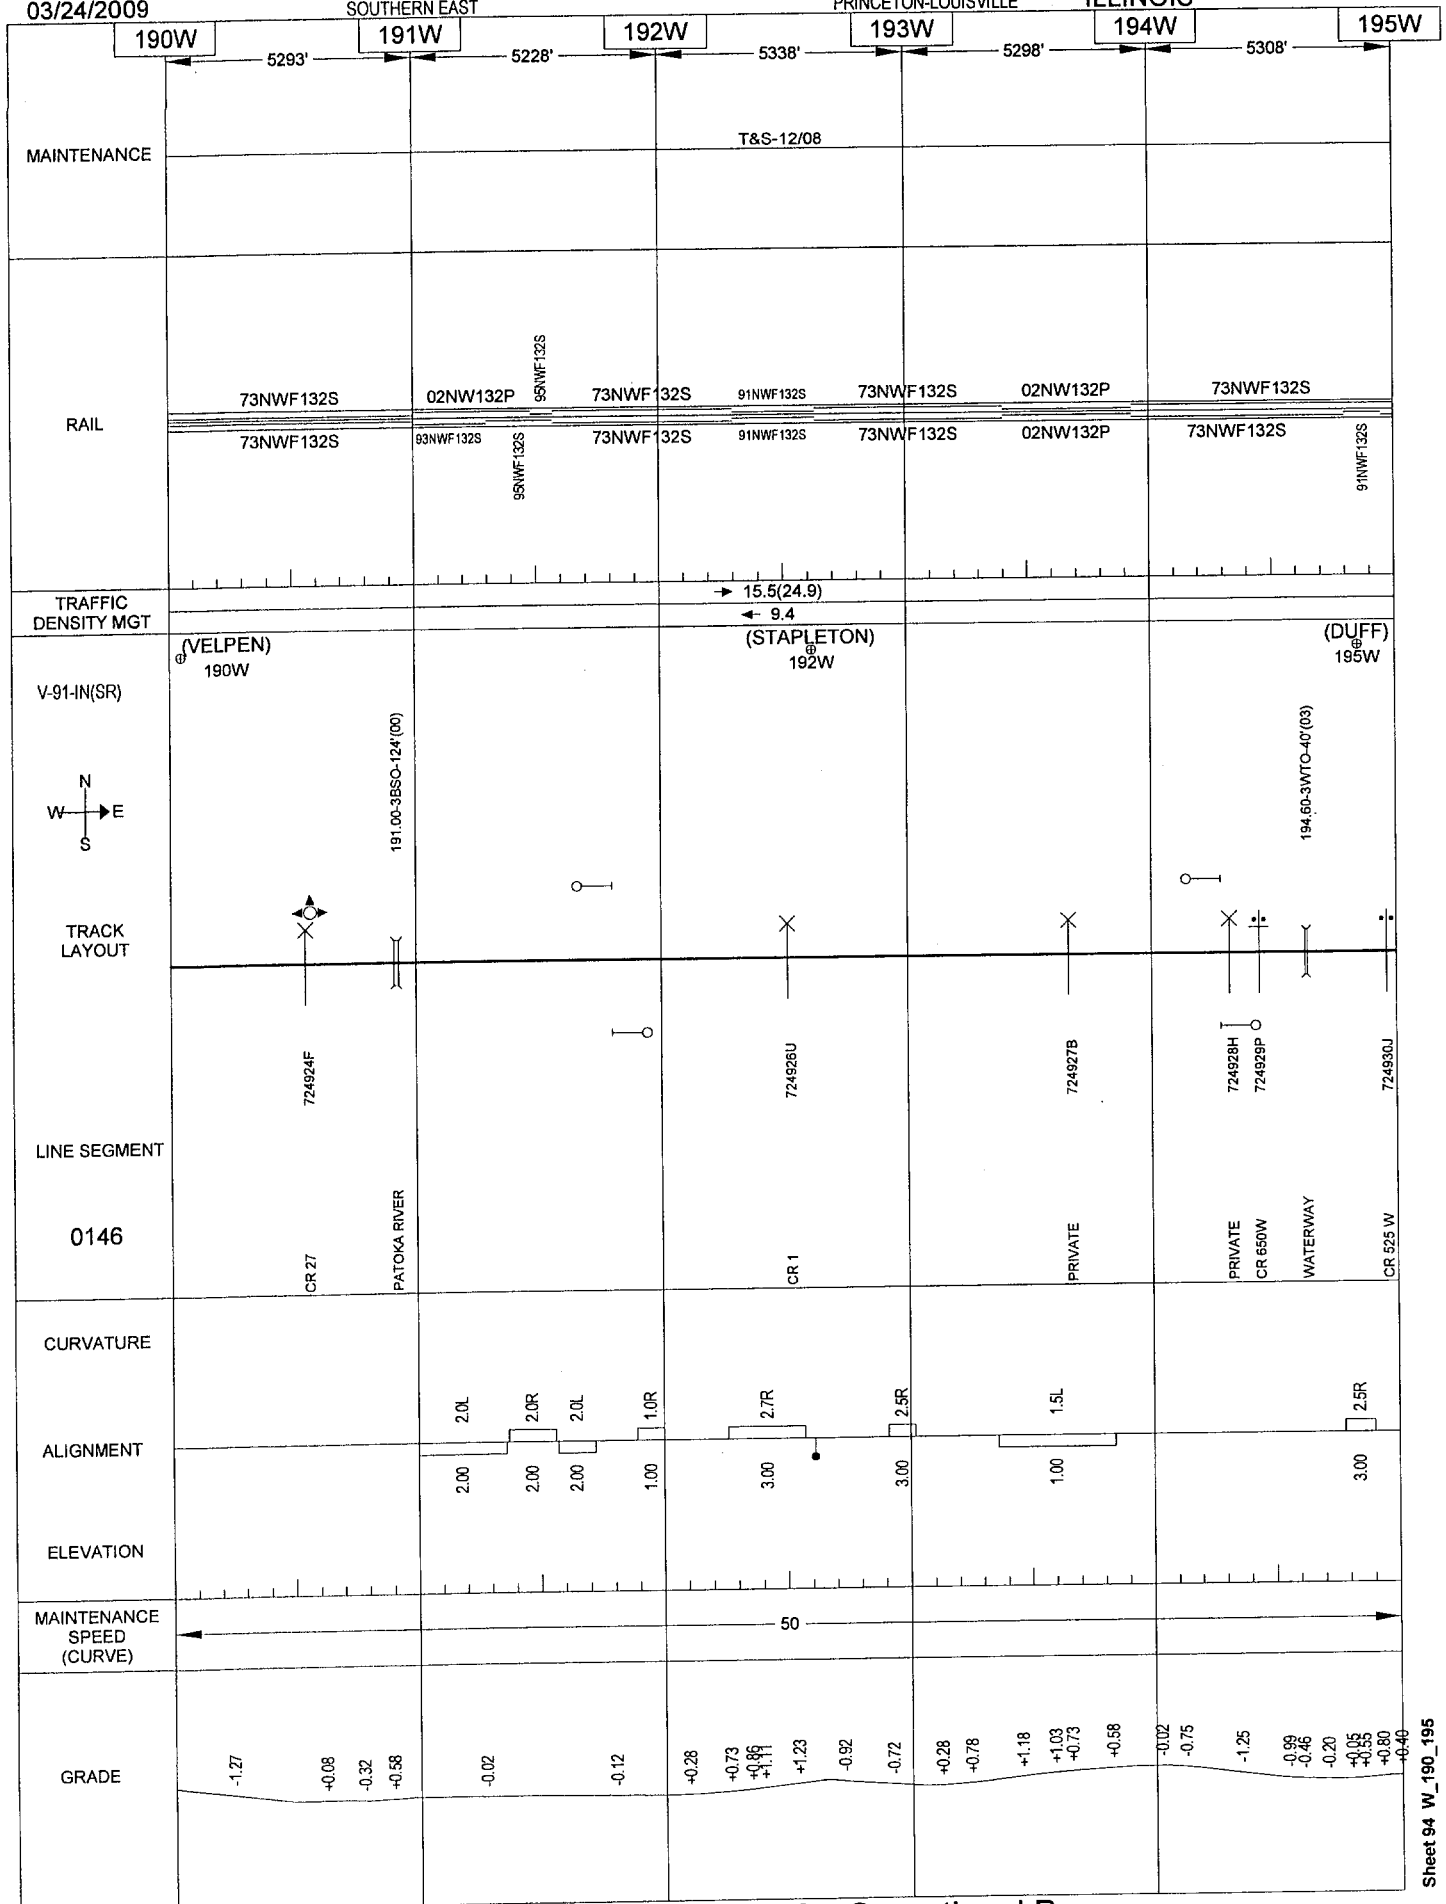 03/24/2009 SOUTHERN EAST PRINCETON-LOUISVILLE ILLINOIS
190W 191W 192W 193W 194W 195W
5293' 5228' 5338' 5298' 5308'
MAINTENANCE
T&S-12/08
RAIL
95NWF132S
73NWF132S 02NW132P 73NWF132S 91NWF132S 73NWF132S 02NW132P 73NWF132S
73NWF132S 93NWF132S 95NWF132S 73NWF132S 91NWF132S 73NWF132S 02NW132P 73NWF132S 91NWF132S
TRAFFIC
DENSITY MGT
→ 15.5(24.9)
← 9.4
(VELPEN) (STAPLETON) (DUFF)
190W 192W 195W
V-91-IN(SR)
191.00-3BSO-124'(00) 194.60-3WTO-40'(03)
N
W E
S
TRACK
LAYOUT
724924F 724926U 724927B 724928H 724929P 724930J
LINE SEGMENT
0146
CR 27 PATOKA RIVER CR 1 PRIVATE PRIVATE CR 650W WATERWAY CR 525 W
CURVATURE
2.0L 2.0R 2.0L 1.0R 2.7R 2.5R 1.5L 2.5R
ALIGNMENT
2.00 2.00 2.00 1.00 3.00 3.00 1.00 3.00
ELEVATION
MAINTENANCE
SPEED
(CURVE)
50
GRADE
-1.27 +0.08 -0.32 +0.58 -0.02 -0.12 +0.28 +0.73 +0.86 +1.11 +1.23 -0.92 -0.72 +0.28 +0.78 +1.18 +1.03 +0.73 +0.58 -0.02 -0.75 -1.25 -0.99 -0.46 -0.20 +0.05 +0.55 +0.80 +0.40
Sheet 94 W_190_195